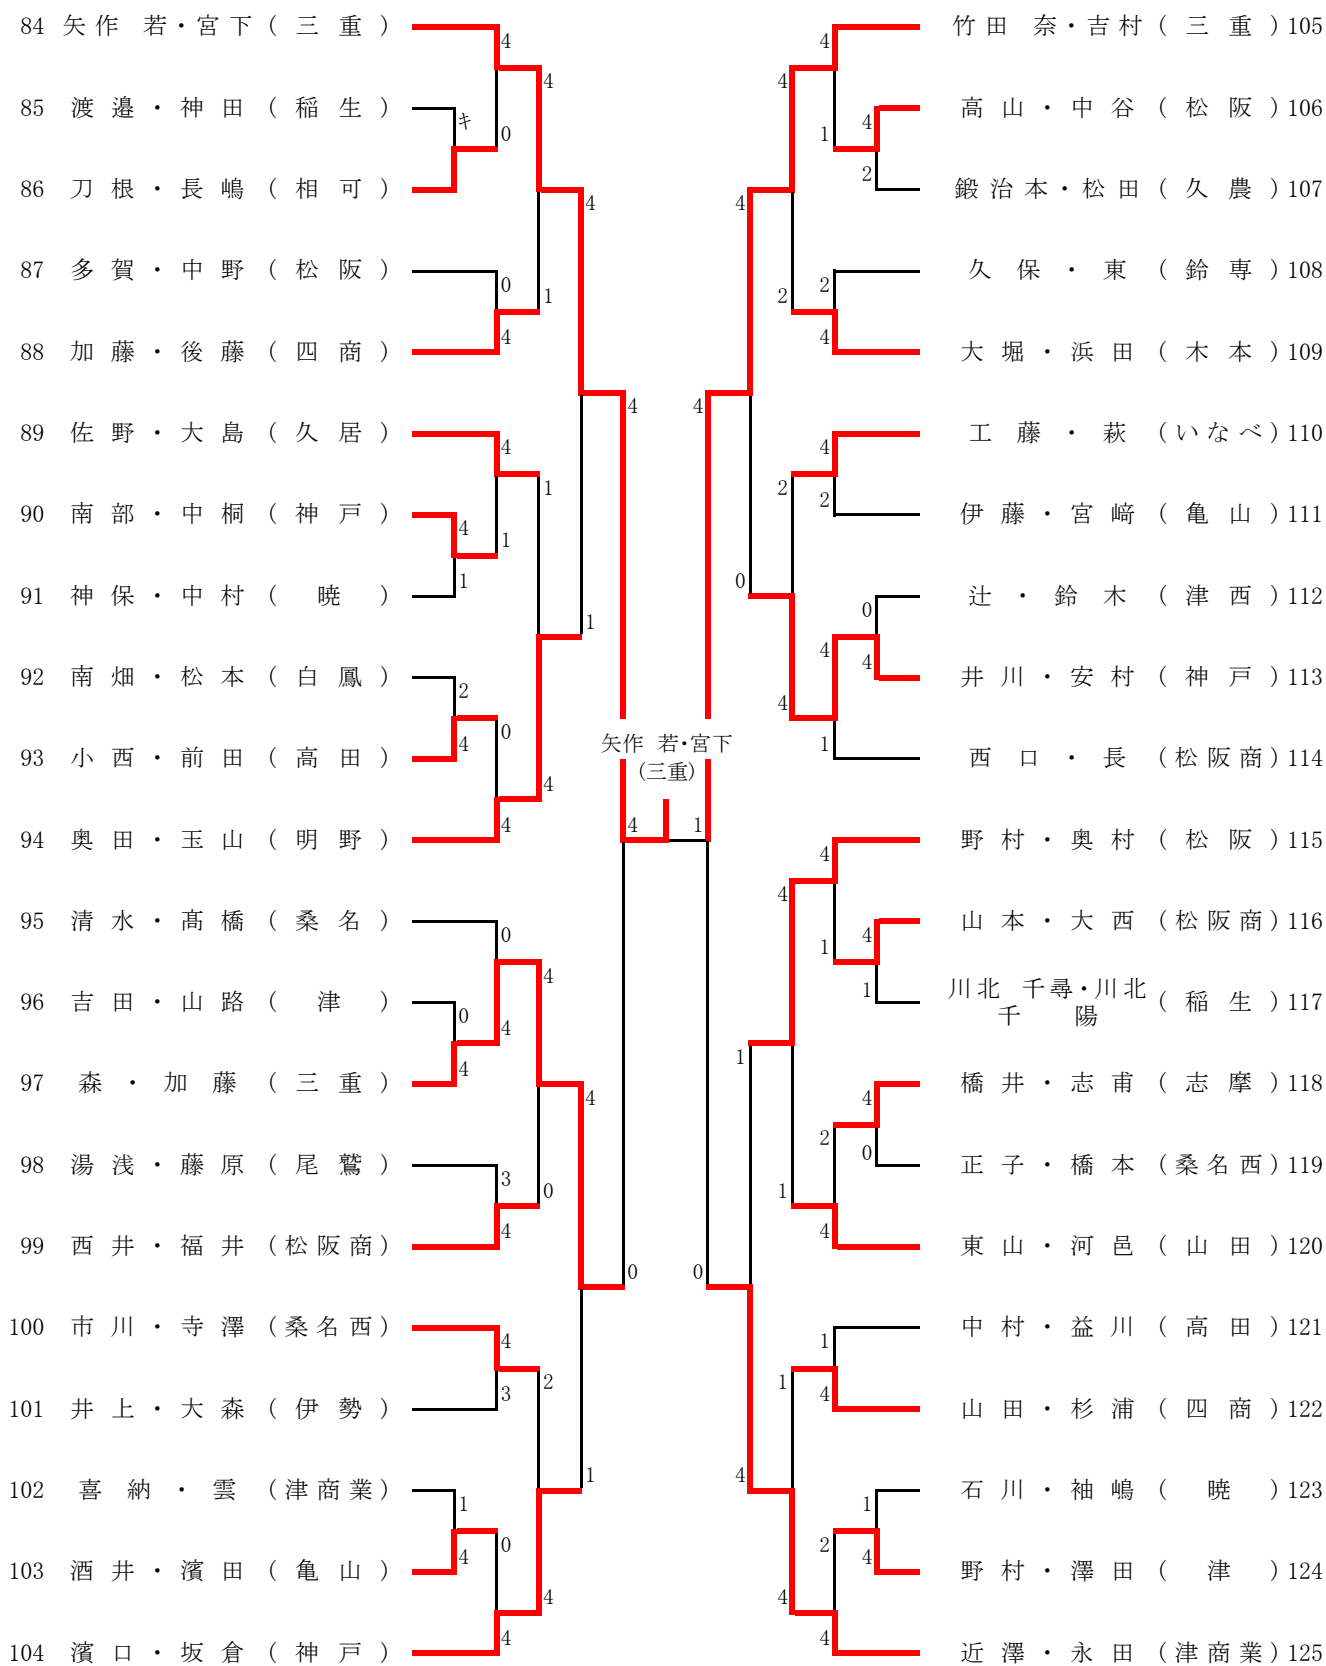 84 矢作 若・宮下 ( 三 重 )
85 渡 邉 ・ 神 田 ( 稲 生 )
86 刀 根 ・ 長 嶋 ( 相 可 )
87 多 賀 ・ 中 野 ( 松 阪 )
88 加 藤 ・ 後 藤 ( 四 商 )
89 佐 野 ・ 大 島 ( 久 居 )
90 南 部 ・ 中 桐 ( 神 戸 )
91 神 保 ・ 中 村 ( 暁 )
92 南 畑 ・ 松 本 ( 白 鳳 )
93 小 西 ・ 前 田 ( 高 田 )
94 奥 田 ・ 玉 山 ( 明 野 )
95 清 水 ・ 髙 橋 ( 桑 名 )
96 吉 田 ・ 山 路 ( 津 )
97 森 ・ 加 藤 ( 三 重 )
98 湯 浅 ・ 藤 原 ( 尾 鷲 )
99 西 井 ・ 福 井 (松 阪 商)
100 市 川 ・ 寺 澤 (桑 名 西)
101 井 上 ・ 大 森 ( 伊 勢 )
102 喜 納 ・ 雲 (津 商 業)
103 酒 井 ・ 濱 田 ( 亀 山 )
104 濱 口 ・ 坂 倉 ( 神 戸 )
4
キ
0
4
0
4
1
4
4
4
1
1
1
2
4
0
4
4
1
4
0
0
4
4
4
3
4
0
4
4
3
2
1
4
0
4
4
1
0
矢作 若・宮下
(三重)
4 1
竹田 奈・吉村 ( 三 重 ) 105
高 山 ・ 中 谷 ( 松 阪 ) 106
鍛 治 本 ・ 松 田 ( 久 農 ) 107
久 保 ・ 東 ( 鈴 専 ) 108
大 堀 ・ 浜 田 ( 木 本 ) 109
工 藤 ・ 萩 (いなべ) 110
伊 藤 ・ 宮 﨑 ( 亀 山 ) 111
辻 ・ 鈴 木 ( 津 西 ) 112
井 川 ・ 安 村 ( 神 戸 ) 113
西 口 ・ 長 (松 阪 商) 114
野 村 ・ 奥 村 ( 松 阪 ) 115
山 本 ・ 大 西 (松 阪 商) 116
川北 千尋・川北
千 陽 ( 稲 生 ) 117
橋 井 ・ 志 甫 ( 志 摩 ) 118
正 子 ・ 橋 本 (桑 名 西) 119
東 山 ・ 河 邑 ( 山 田 ) 120
中 村 ・ 益 川 ( 高 田 ) 121
山 田 ・ 杉 浦 ( 四 商 ) 122
石 川 ・ 袖 嶋 ( 暁 ) 123
野 村 ・ 澤 田 ( 津 ) 124
近 澤 ・ 永 田 (津 商 業) 125
4
4
4
1
2
4
2
2
4
4
4
2
2
0
0
4
4
4
1
4
4
4
1
1
1
4
2
0
1
4
0
1
1
4
4
1
2
4
4
4